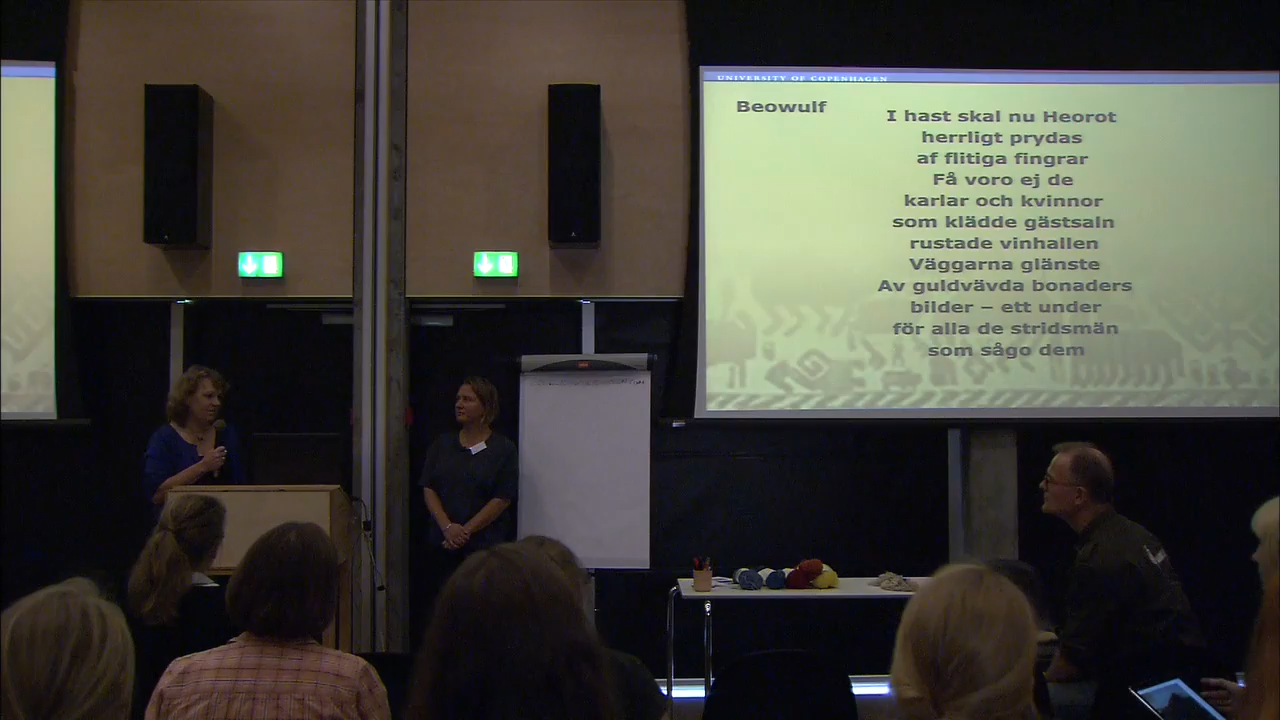 UNIVERSITY OF COPENHAGEN
Beowulf
I hast skal nu Heorot
herrligt prydas
af flitiga fingrar
Få voro ej de
karlar och kvinnor
som klädde gästsaln
rustade vinhallen
Väggarna glänste
Av guldvävda bonaders
bilder – ett under
för alla de stridsmän
som sågo dem